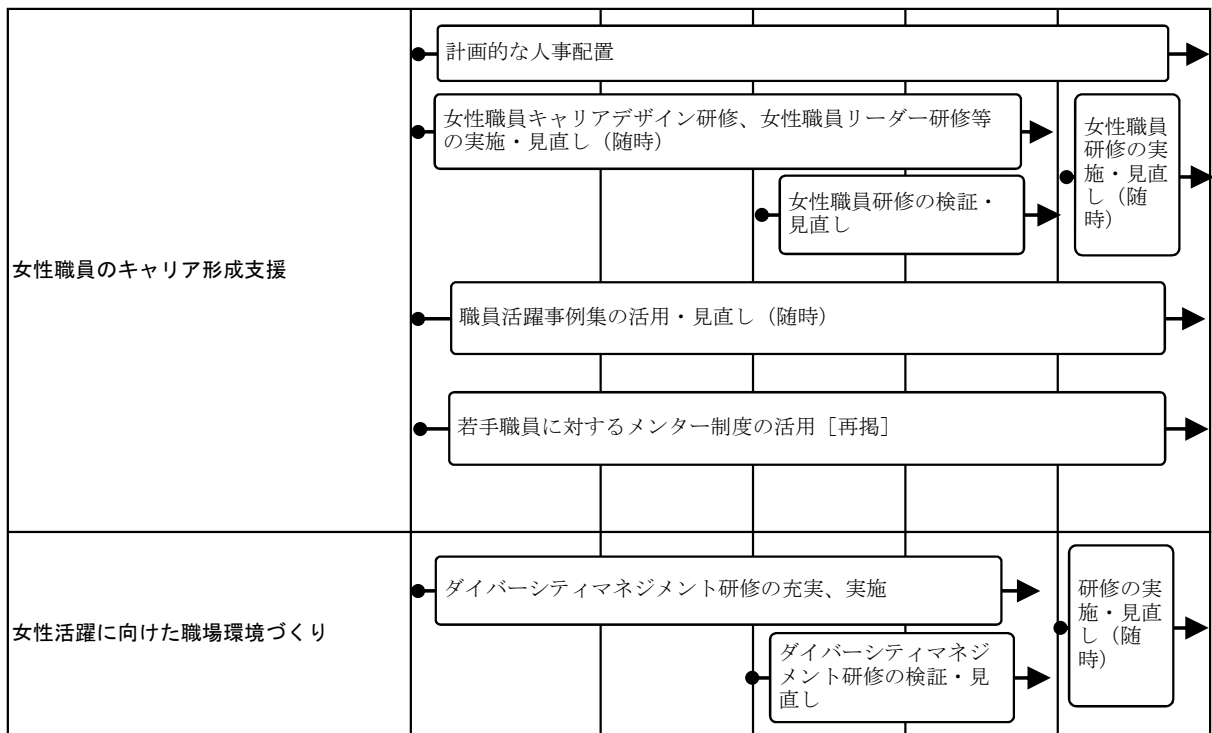 計画的な人事配置
女性職員キャリアデザイン研修、女性職員リーダー研修等
の実施・見直し（随時）
女性職員
研修の実
施・見直
し（随
時）
女性職員研修の検証・
見直し
女性職員のキャリア形成支援
職員活躍事例集の活用・見直し（随時）
若手職員に対するメンター制度の活用［再掲］
ダイバーシティマネジメント研修の充実、実施
研修の実
施・見直
し（随
時）
女性活躍に向けた職場環境づくり
ダイバーシティマネジ
メント研修の検証・見
直し